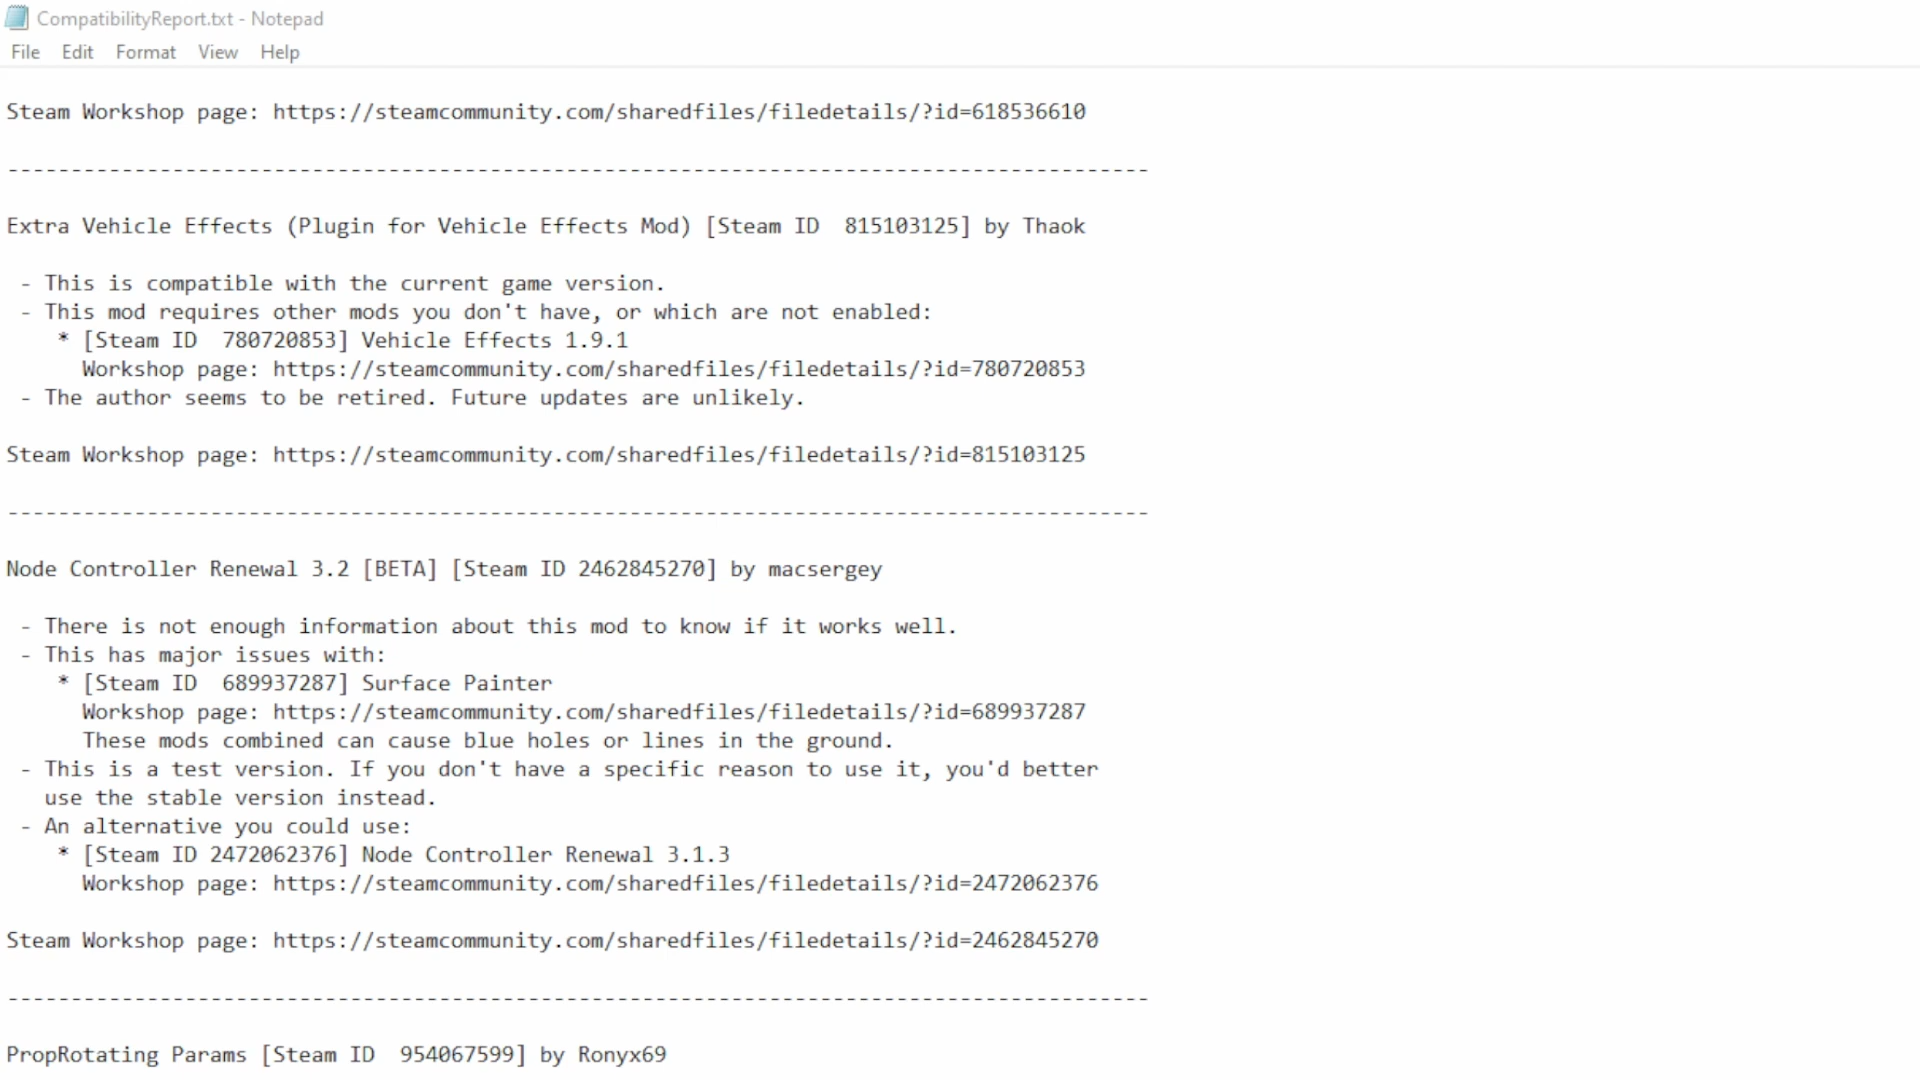 CompatibilityReport.txt - Notepad
File Edit Format View Help
Steam Workshop page: https://steamcommunity.com/sharedfiles/filedetails/?id=618536610
------------------------------------------------------------------------------------------
Extra Vehicle Effects (Plugin for Vehicle Effects Mod) [Steam ID  815103125] by Thaok
- This is compatible with the current game version.
- This mod requires other mods you don't have, or which are not enabled:
* [Steam ID  780720853] Vehicle Effects 1.9.1
Workshop page: https://steamcommunity.com/sharedfiles/filedetails/?id=780720853
- The author seems to be retired. Future updates are unlikely.
Steam Workshop page: https://steamcommunity.com/sharedfiles/filedetails/?id=815103125
------------------------------------------------------------------------------------------
Node Controller Renewal 3.2 [BETA] [Steam ID 2462845270] by macsergey
- There is not enough information about this mod to know if it works well.
- This has major issues with:
* [Steam ID  689937287] Surface Painter
Workshop page: https://steamcommunity.com/sharedfiles/filedetails/?id=689937287
These mods combined can cause blue holes or lines in the ground.
- This is a test version. If you don't have a specific reason to use it, you'd better
use the stable version instead.
- An alternative you could use:
* [Steam ID 2472062376] Node Controller Renewal 3.1.3
Workshop page: https://steamcommunity.com/sharedfiles/filedetails/?id=2472062376
Steam Workshop page: https://steamcommunity.com/sharedfiles/filedetails/?id=2462845270
------------------------------------------------------------------------------------------
PropRotating Params [Steam ID  954067599] by Ronyx69